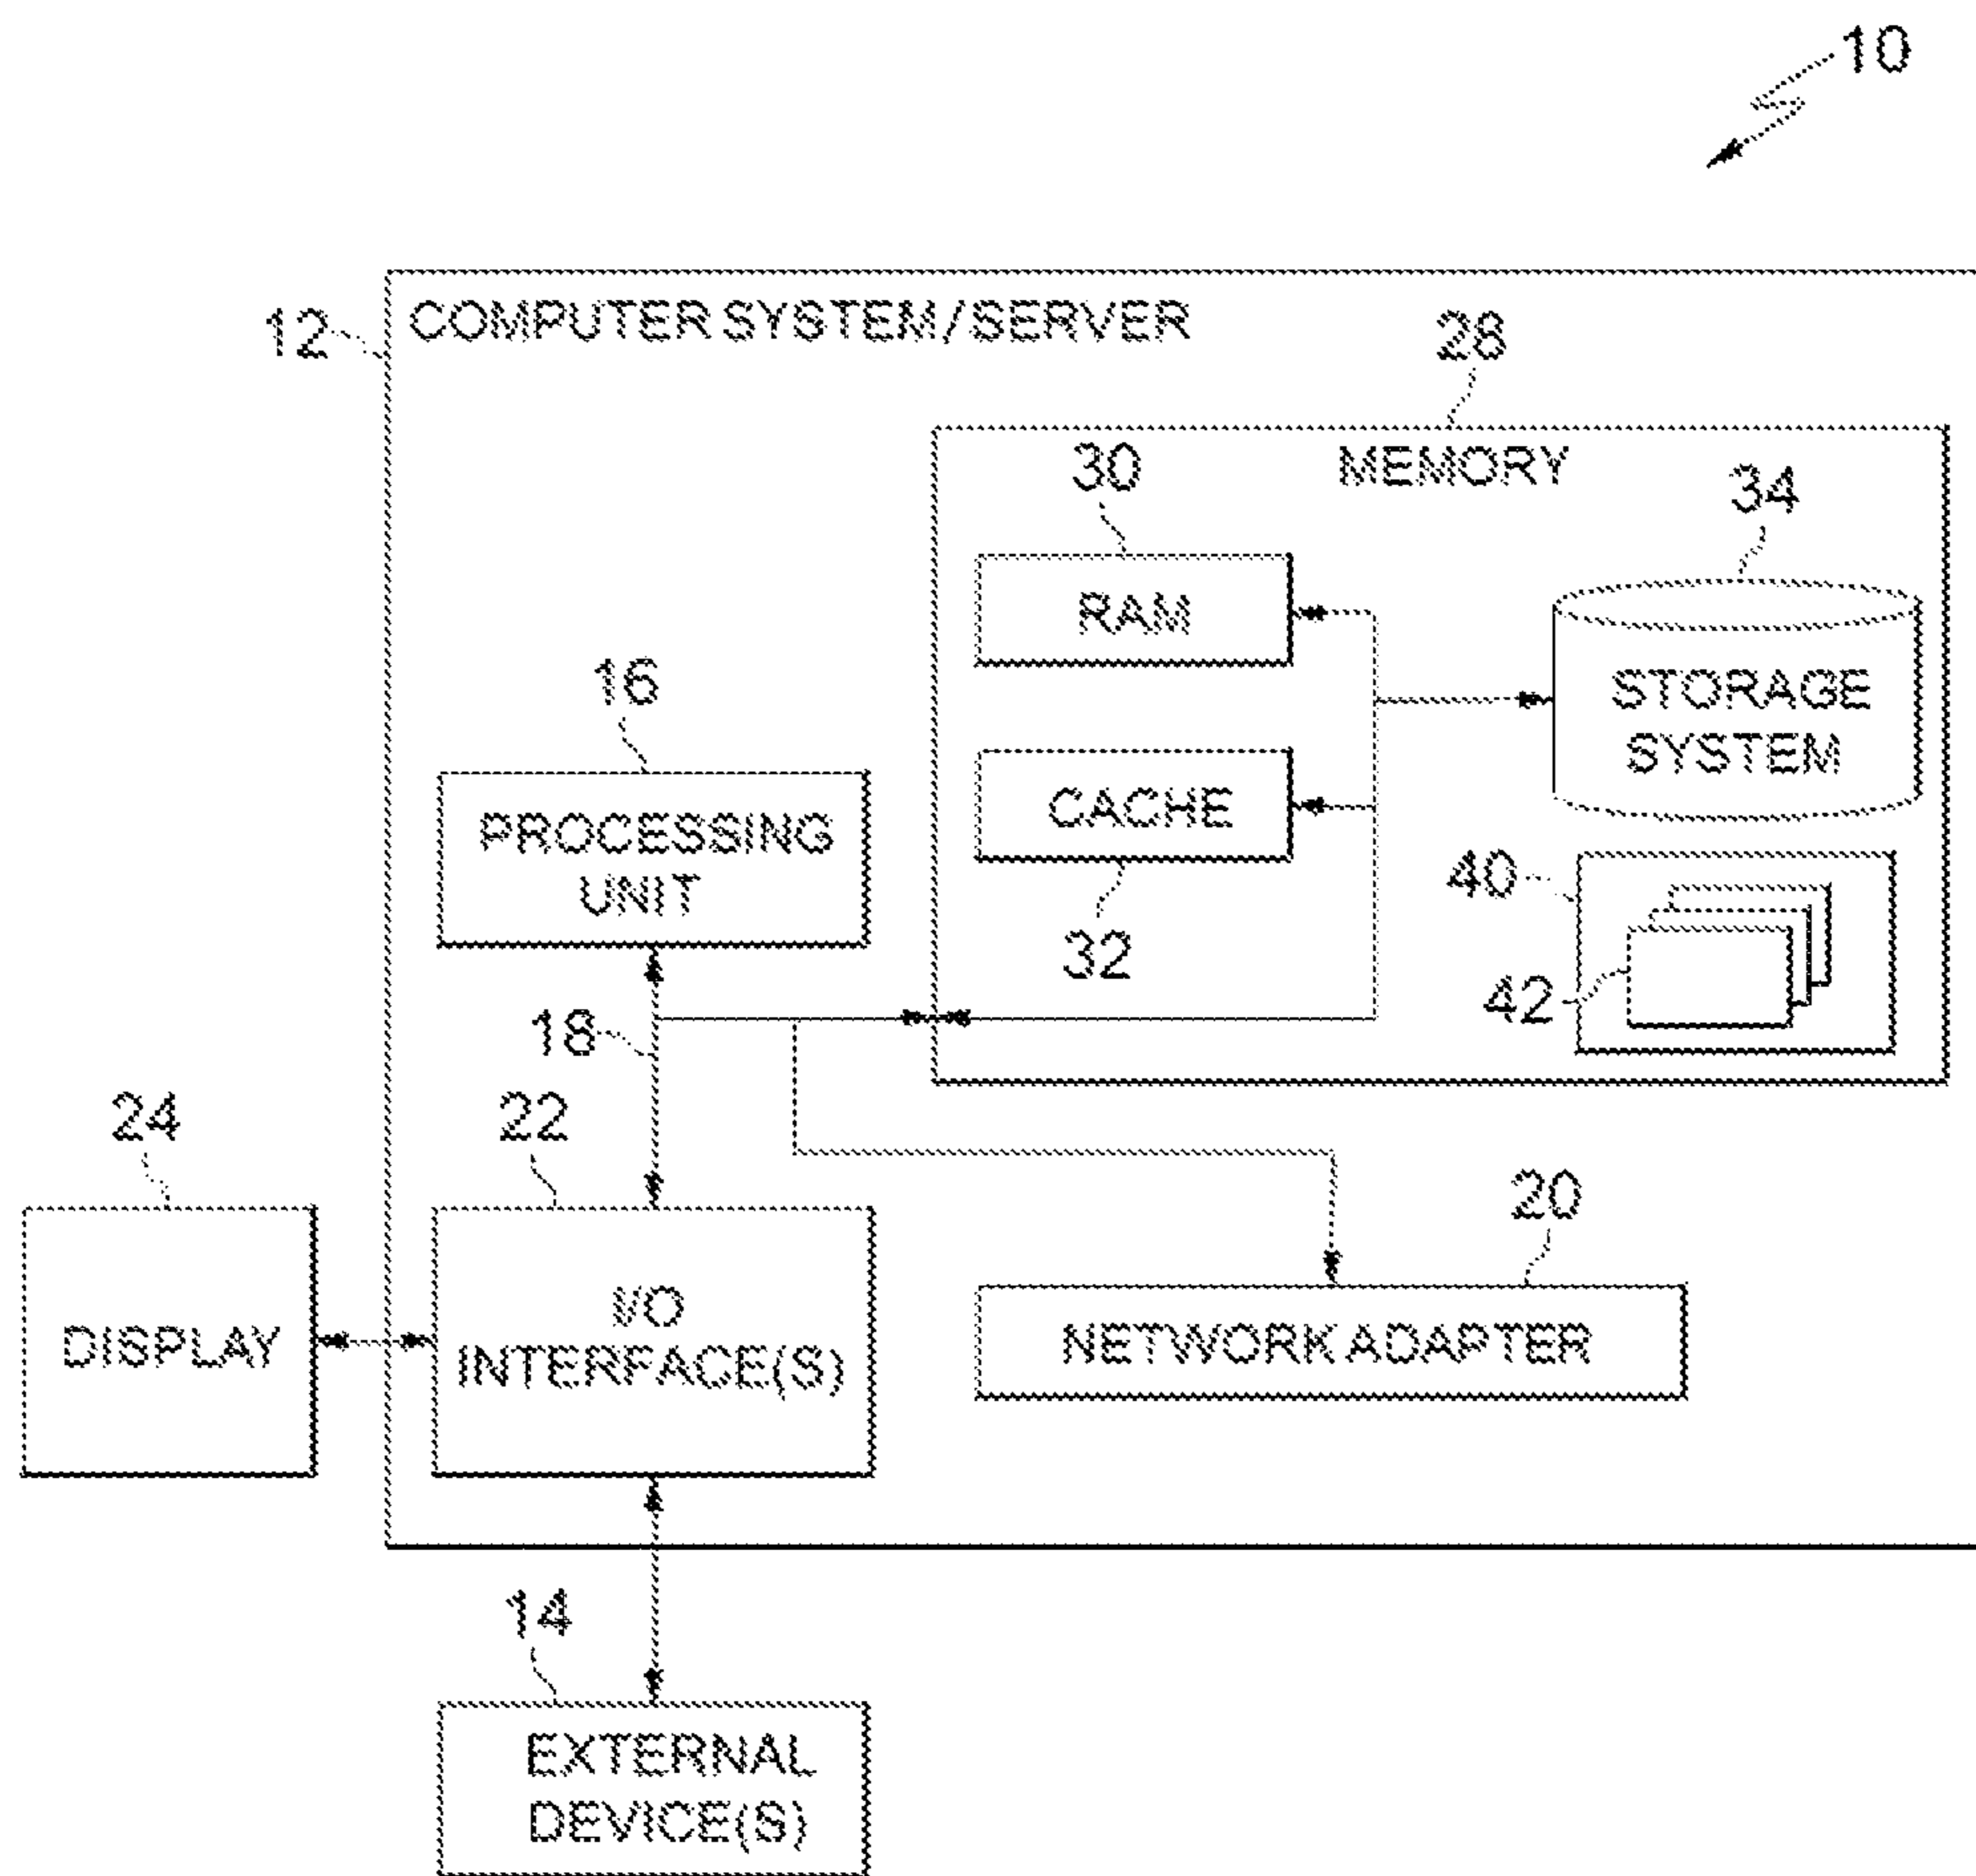 10
12
COMPUTER SYSTEM/SERVER
28
MEMORY
30
34
RAM
STORAGE
SYSTEM
16
PROCESSING
UNIT
CACHE
32
40
42
18
24
22
20
DISPLAY
I/O
INTERFACE(S)
NETWORK ADAPTER
14
EXTERNAL
DEVICE(S)